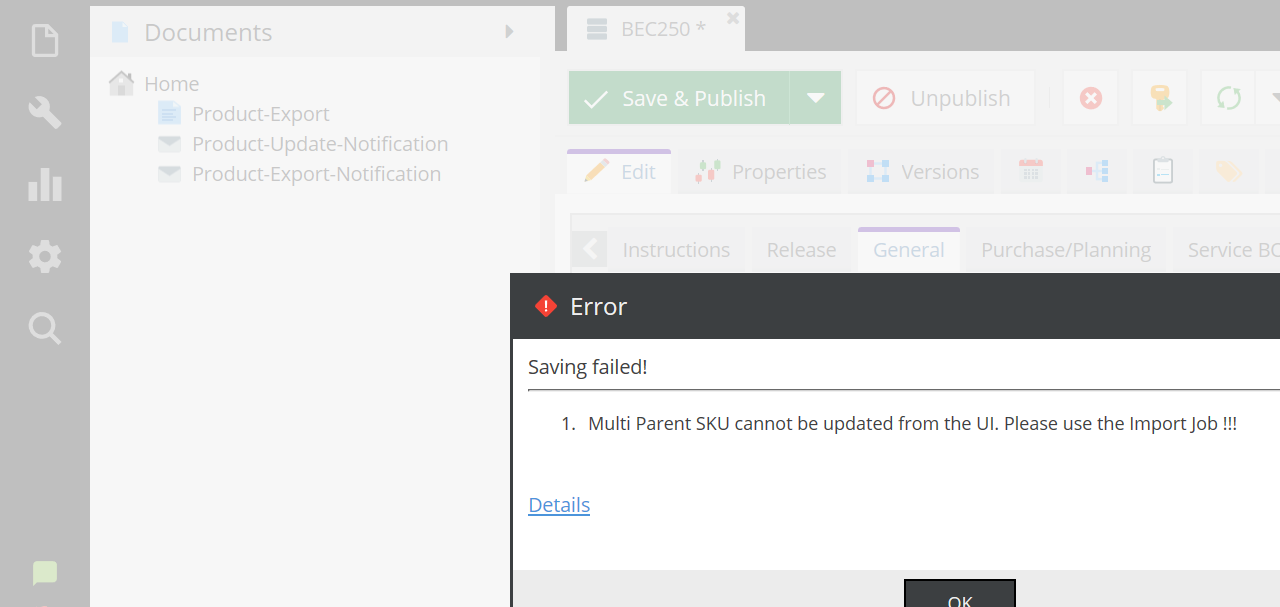 Documents
BEC250 *
Home
Product-Export
Product-Update-Notification
Product-Export-Notification
Save & Publish
Unpublish
Edit
Properties
Versions
Instructions
Release
General
Purchase/Planning
Service BO
Error
Saving failed!
1. Multi Parent SKU cannot be updated from the UI. Please use the Import Job !!!
Details
OK